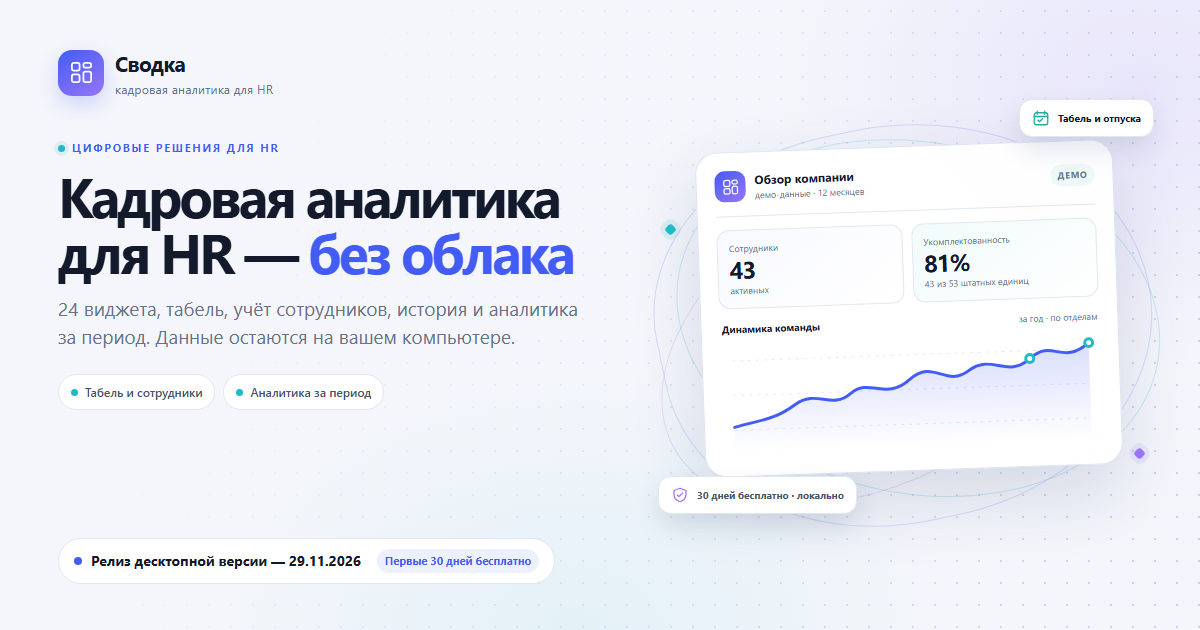 Сводка
кадровая аналитика для HR
ЦИФРОВЫЕ РЕШЕНИЯ ДЛЯ HR
Кадровая аналитика
для HR — без облака
24 виджета, табель, учёт сотрудников, история и аналитика
за период. Данные остаются на вашем компьютере.
Табель и сотрудники
Аналитика за период
Релиз десктопной версии — 29.11.2026
Первые 30 дней бесплатно
Табель и отпуска
Обзор компании
демо-данные · 12 месяцев
ДЕМО
Сотрудники
43
активных
Укомплектованность
81%
43 из 53 штатных единиц
Динамика команды
за год · по отделам
30 дней бесплатно · локально